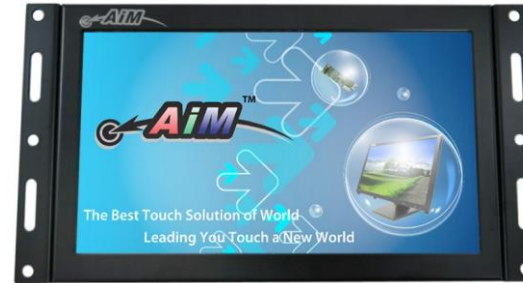 AiM
AiM™
The Best Touch Solution of World
Leading You Touch a New World